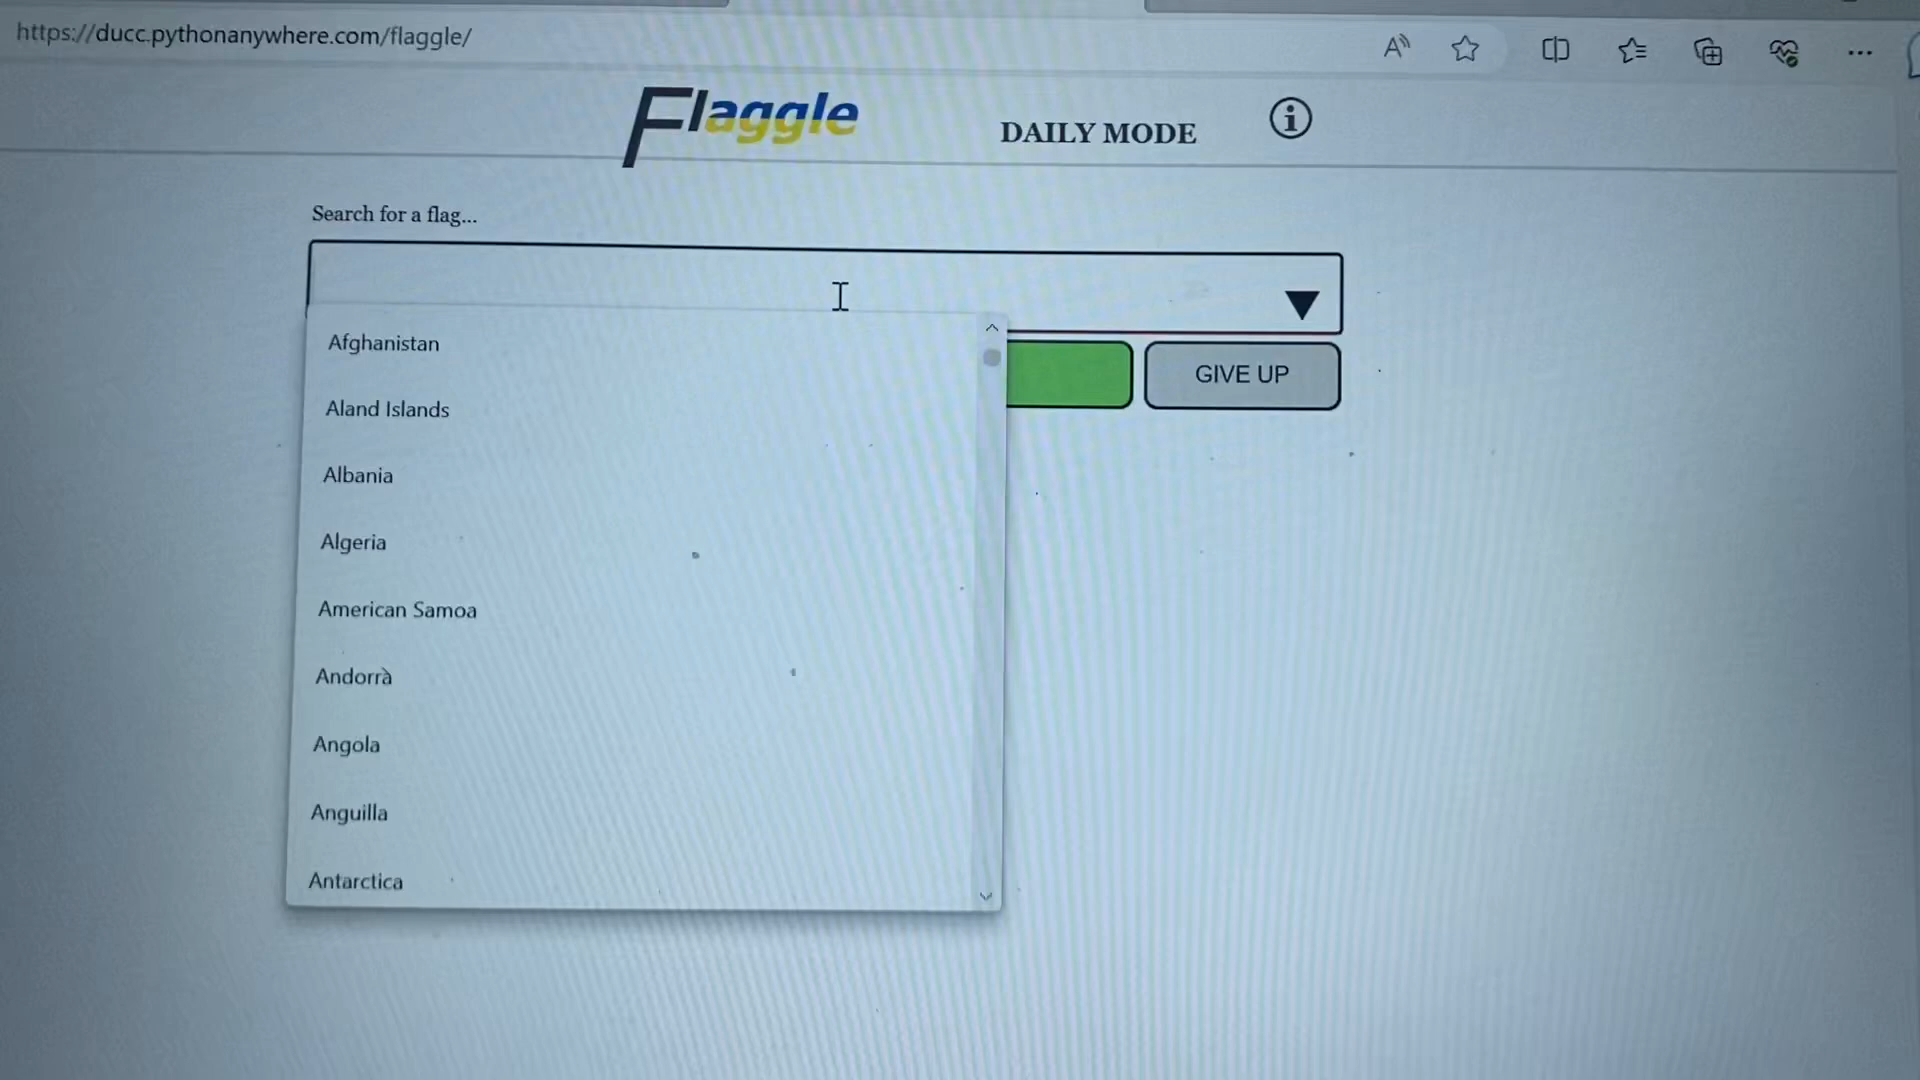 https://ducc.pythonanywhere.com/flaggle/
Flaggle
DAILY MODE
Search for a flag...
GIVE UP
Afghanistan
Aland Islands
Albania
Algeria
American Samoa
Andorra
Angola
Anguilla
Antarctica